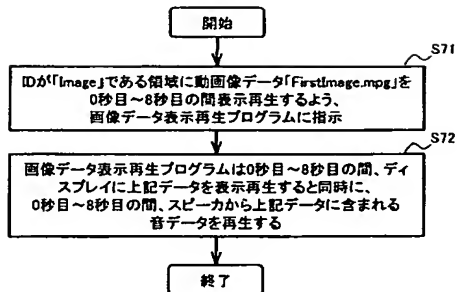 開始
S71
IDが「Image」である領域に動画像データ「FirstImage.mpg」を
0秒目～8秒目の間表示再生するよう、
画像データ表示再生プログラムに指示
S72
画像データ表示再生プログラムは0秒目～8秒目の間、ディ
スプレイに上記データを表示再生すると同時に、
0秒目～8秒目の間、スピーカから上記データに含まれる
音データを再生する
終了